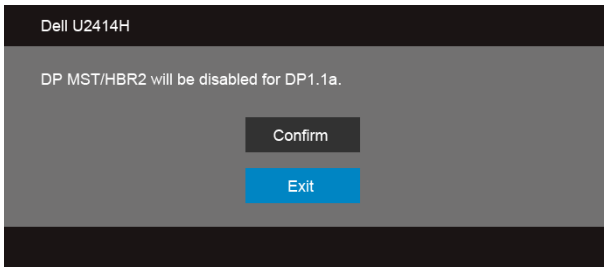 Dell U2414H
DP MST/HBR2 will be disabled for DP1.1a.
Confirm
Exit